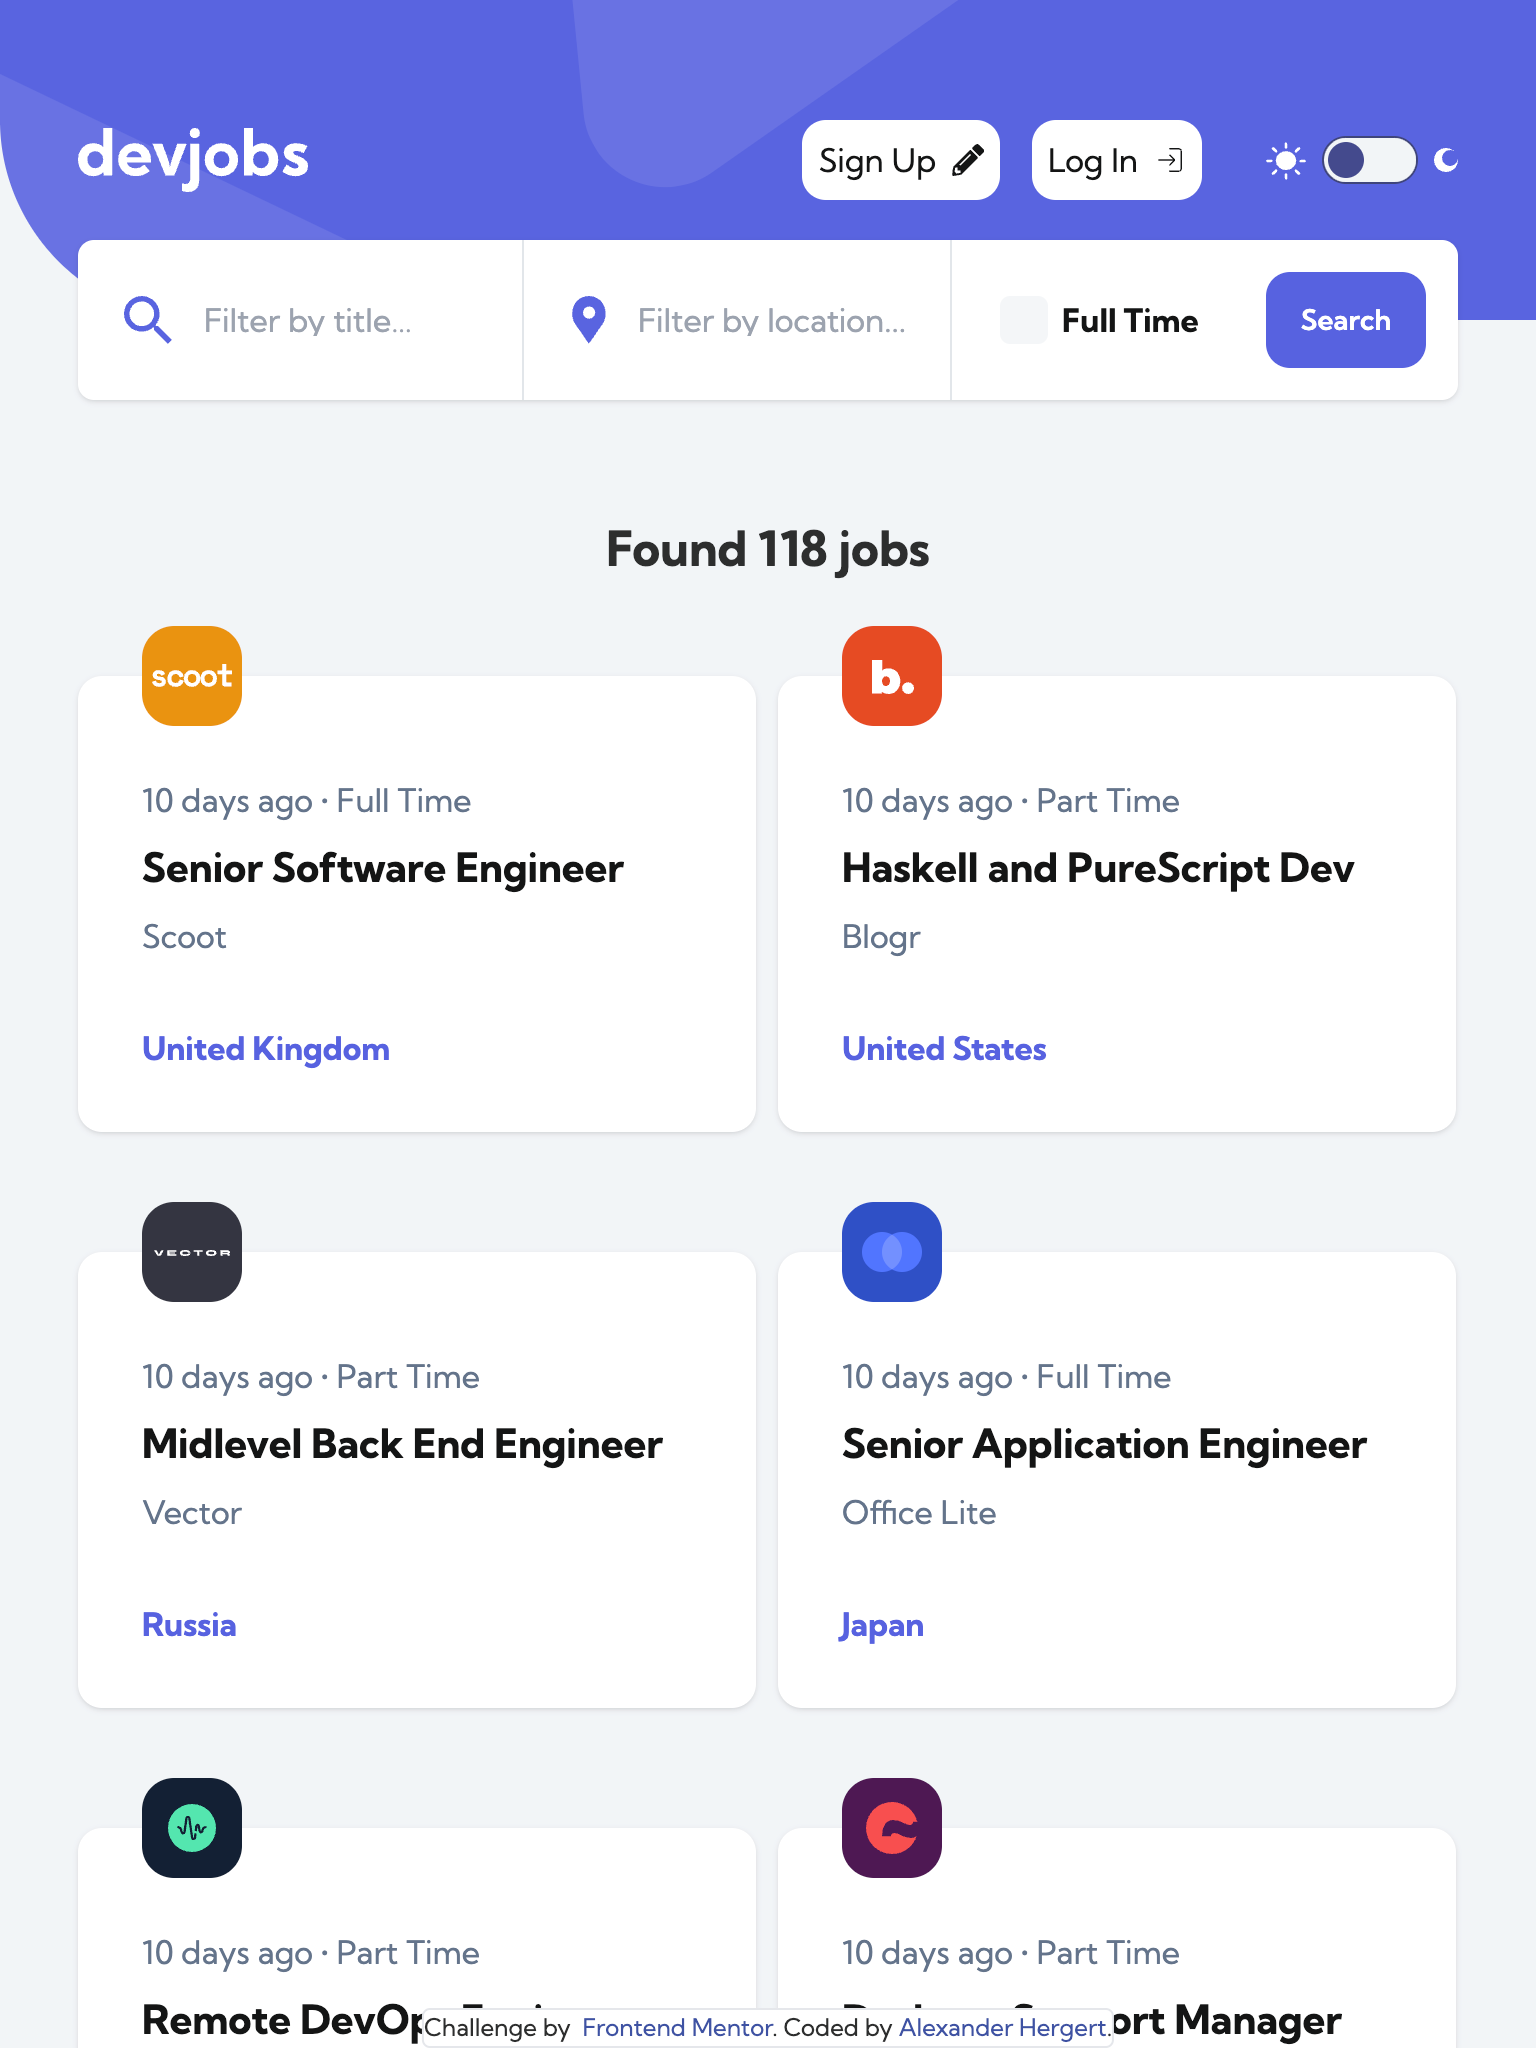 devjobs
Sign Up
Log In
Filter by title...
Filter by location...
Full Time
Search
Found 118 jobs
scoot
10 days ago · Full Time
Senior Software Engineer
Scoot
United Kingdom
b.
10 days ago · Part Time
Haskell and PureScript Dev
Blogr
United States
VECTOR
10 days ago · Part Time
Midlevel Back End Engineer
Vector
Russia
10 days ago · Full Time
Senior Application Engineer
Office Lite
Japan
10 days ago · Part Time
Remote
10 days ago · Part Time
Manager
Challenge by Frontend Mentor. Coded by Alexander Hergert.